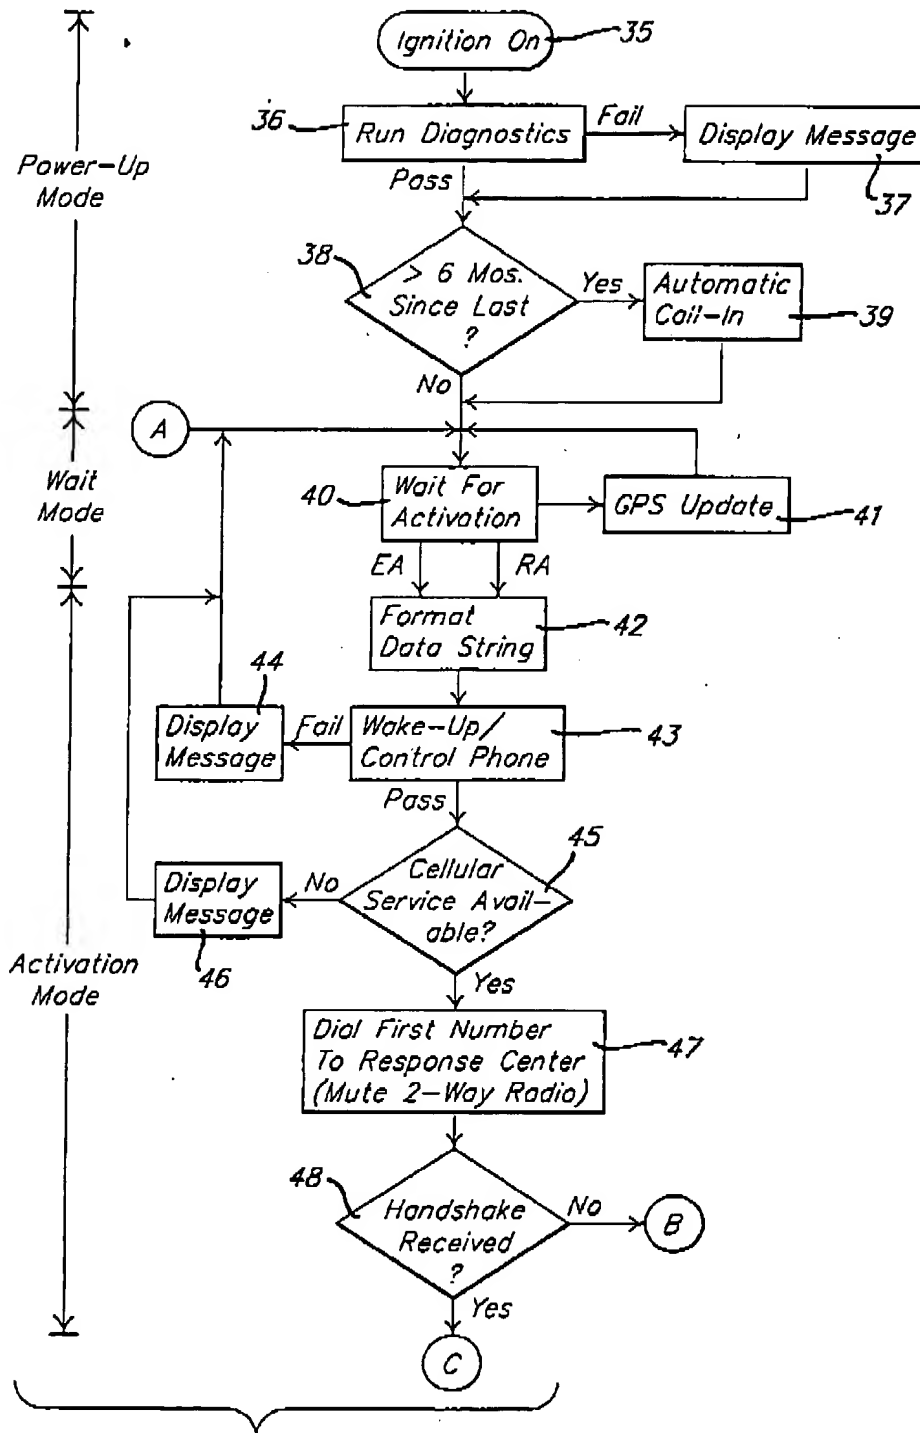 Ignition On
35
36
Run Diagnostics
Fail
Display Message
37
Pass
Power-Up
Mode
38
> 6 Mos.
Since Last
?
Yes
Automatic
Call-In
39
No
A
Wait
Mode
40
Wait For
Activation
GPS Update
41
EA
RA
Format
Data String
42
44
Display
Message
Fail
Wake-Up/
Control Phone
43
Pass
45
Cellular
Service Avail-
able?
No
Display
Message
46
Yes
Activation
Mode
Dial First Number
To Response Center
(Mute 2-Way Radio)
47
48
Handshake
Received
?
No
B
Yes
C